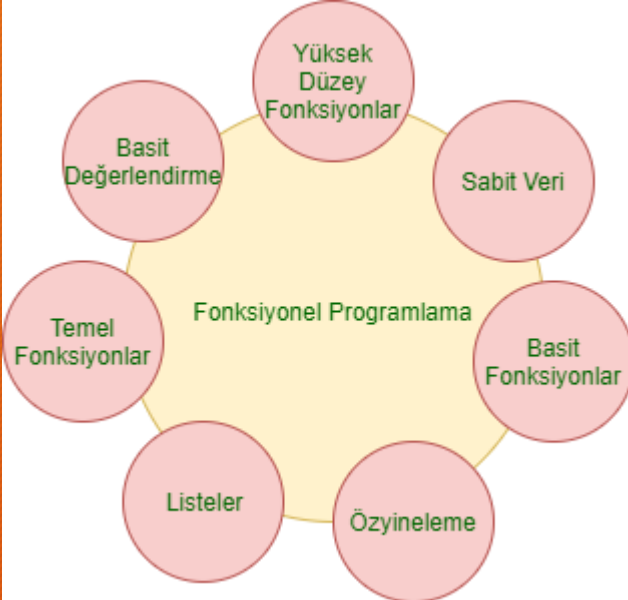 Yüksek
Düzey
Fonksiyonlar
Basit
Değerlendirme
Sabit Veri
Fonksiyonel Programlama
Temel
Fonksiyonlar
Basit
Fonksiyonlar
Listeler
Özyineleme